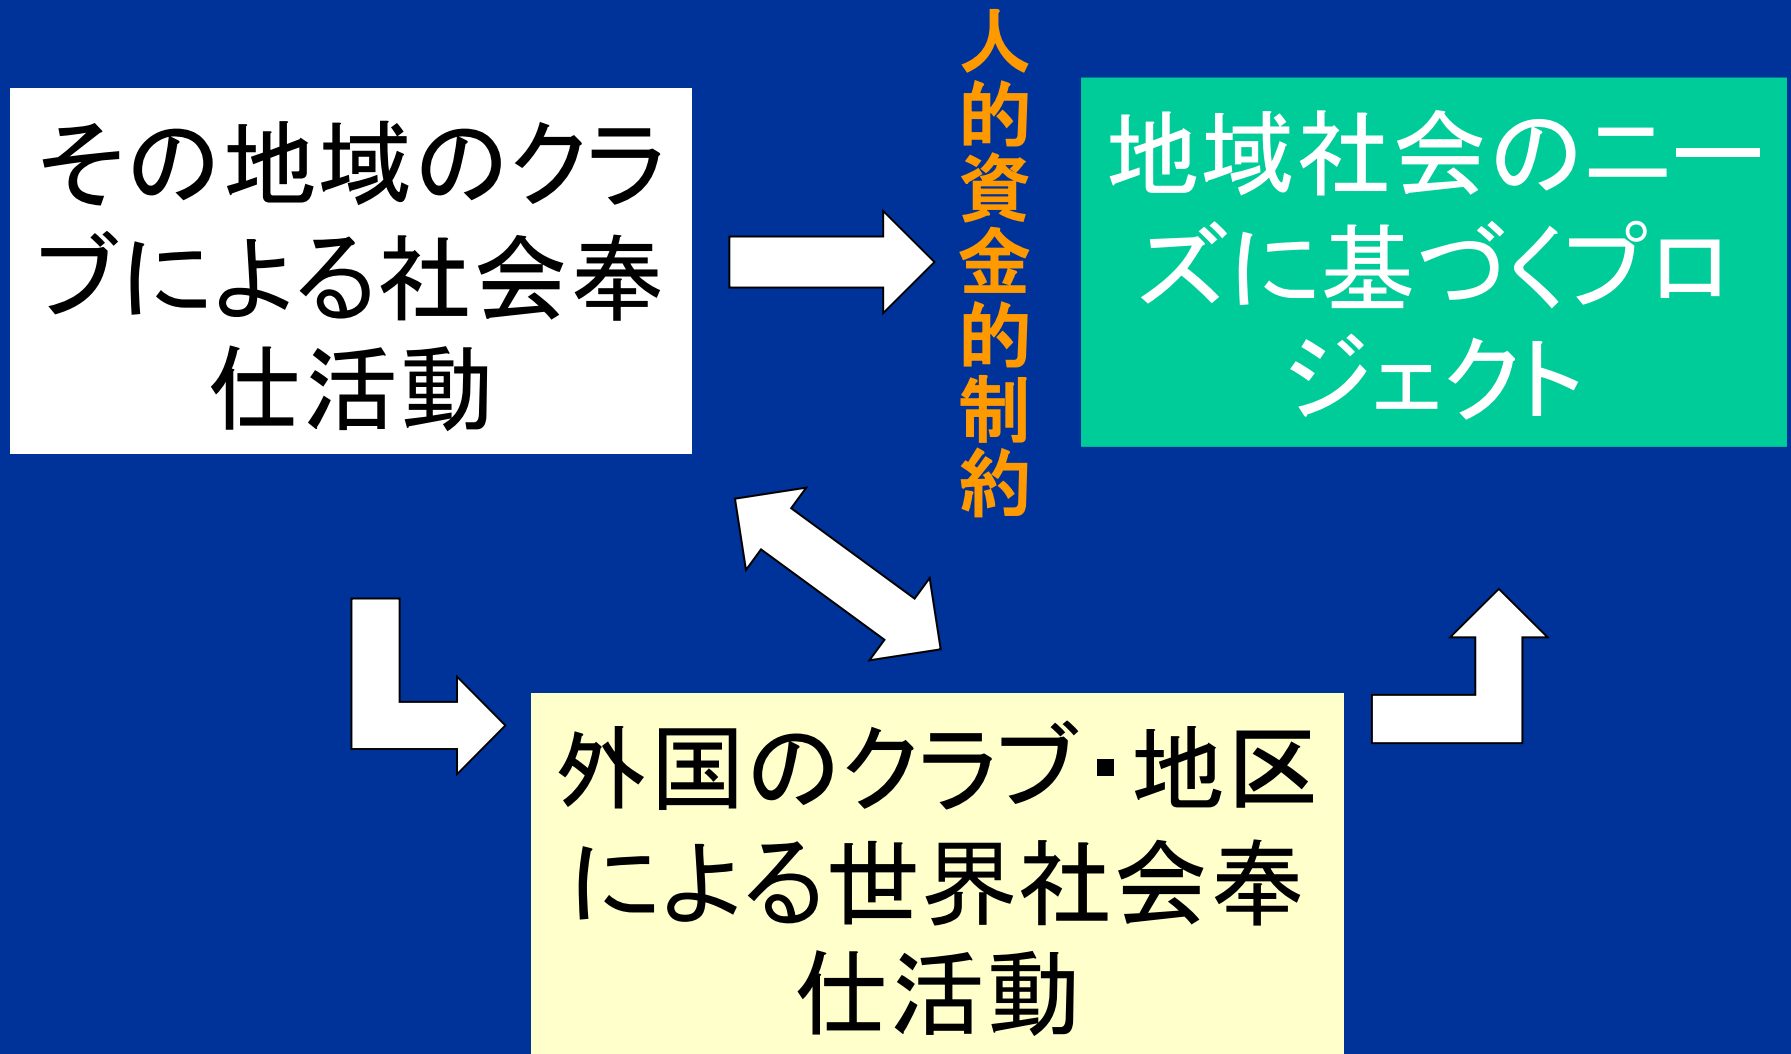 その地域のクラ
ブによる社会奉
仕活動
人的資金的制約
地域社会のニー
ズに基づくプロ
ジェクト
外国のクラブ・地区
による世界社会奉
仕活動